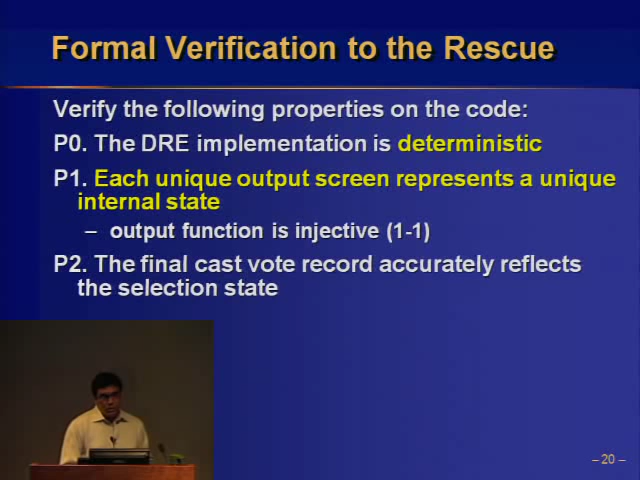 Formal Verification to the Rescue
Verify the following properties on the code:
P0. The DRE implementation is deterministic
P1. Each unique output screen represents a unique
internal state
– output function is injective (1-1)
P2. The final cast vote record accurately reflects
the selection state
– 20 –